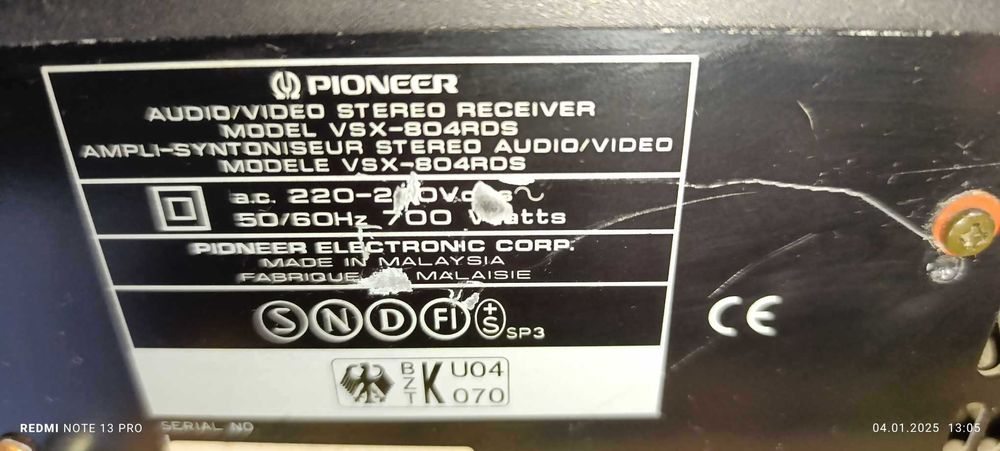 PIONEER
AUDIO/VIDEO STEREO RECEIVER
MODEL VSX-804RDS
AMPLI-SYNTONISEUR STEREO AUDIO/VIDEO
MODELE VSX-804RDS
a.c.
50/60Hz 700
PIONEER ELECTRONIC CORP.
MADE IN MALAYSIA
FABRIQUE MALAISIE
S N D FI +S SP3
CE
BZT K U04 070
REDMI NOTE 13 PRO
SERIAL NO
04.01.2025 13:05